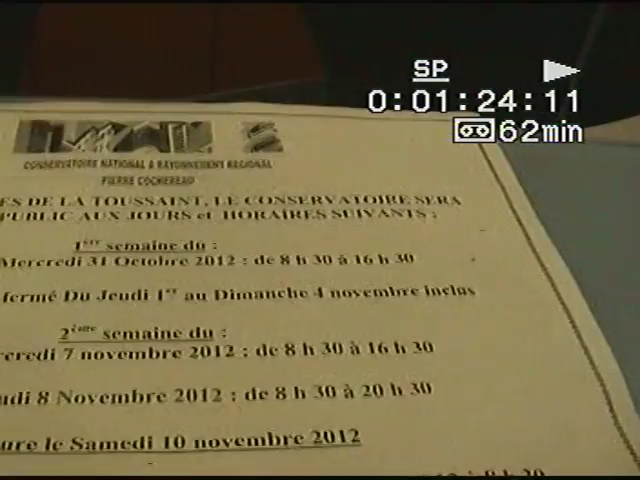 SP
0:01:24:11
62min
CONSERVATOIRE NATIONAL à RAYONNEMENT REGIONAL
PIERRE COCHEREAU
ES DE LA TOUSSAINT, LE CONSERVATOIRE SERA
PUBLIC AUX JOURS et HORAIRES SUIVANTS :
1ère semaine du :
Mercredi 31 Octobre 2012 : de 8 h 30 à 16 h 30
fermé Du Jeudi 1er au Dimanche 4 novembre inclus
2ème semaine du :
credi 7 novembre 2012 : de 8 h 30 à 16 h 30
udi 8 Novembre 2012 : de 8 h 30 à 20 h 30
ure le Samedi 10 novembre 2012